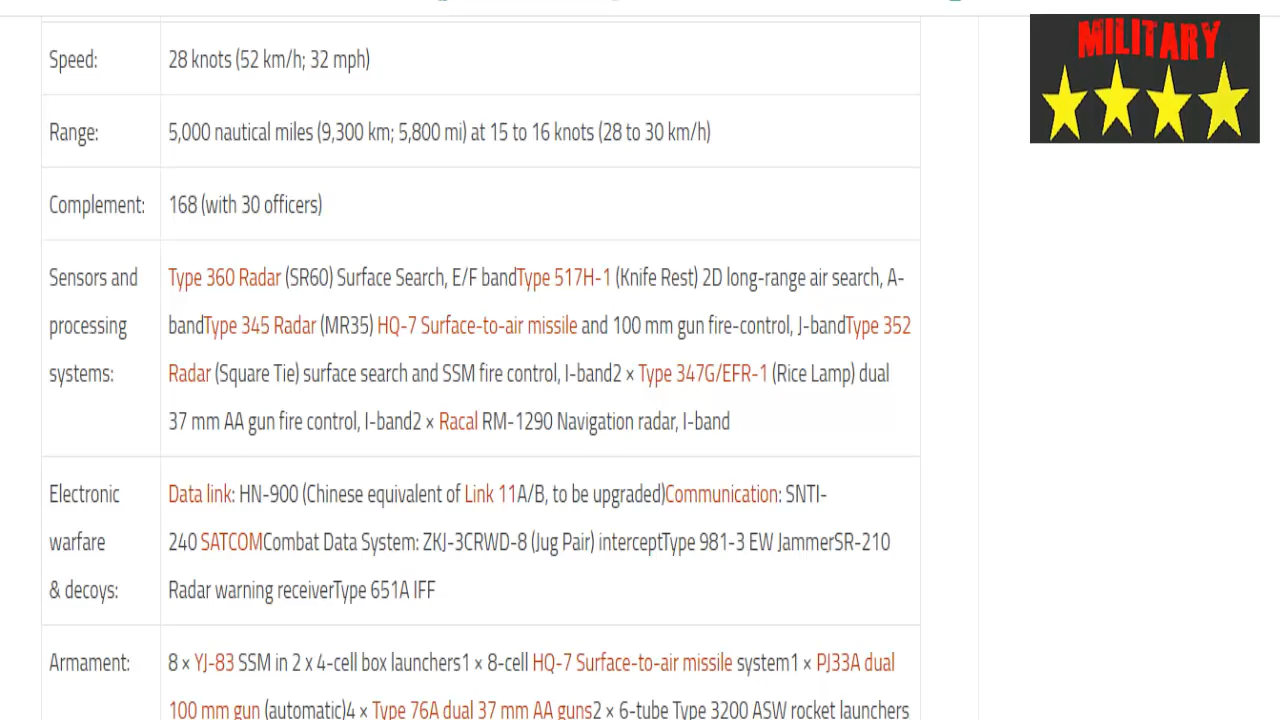 MILITARY
Speed: 28 knots (52 km/h; 32 mph)
Range: 5,000 nautical miles (9,300 km; 5,800 mi) at 15 to 16 knots (28 to 30 km/h)
Complement: 168 (with 30 officers)
Sensors and Type 360 Radar (SR60) Surface Search, E/F bandType 517H-1 (Knife Rest) 2D long-range air search, A-
processing bandType 345 Radar (MR35) HQ-7 Surface-to-air missile and 100 mm gun fire-control, J-bandType 352
systems: Radar (Square Tie) surface search and SSM fire control, I-band2 × Type 347G/EFR-1 (Rice Lamp) dual
37 mm AA gun fire control, I-band2 × Racal RM-1290 Navigation radar, I-band
Electronic Data link: HN-900 (Chinese equivalent of Link 11A/B, to be upgraded)Communication: SNTI-
warfare 240 SATCOMCombat Data System: ZKJ-3CRWD-8 (Jug Pair) interceptType 981-3 EW JammerSR-210
& decoys: Radar warning receiverType 651A IFF
Armament: 8 × YJ-83 SSM in 2 x 4-cell box launchers1 × 8-cell HQ-7 Surface-to-air missile system1 × PJ33A dual
100 mm gun (automatic)4 × Type 76A dual 37 mm AA guns2 × 6-tube Type 3200 ASW rocket launchers